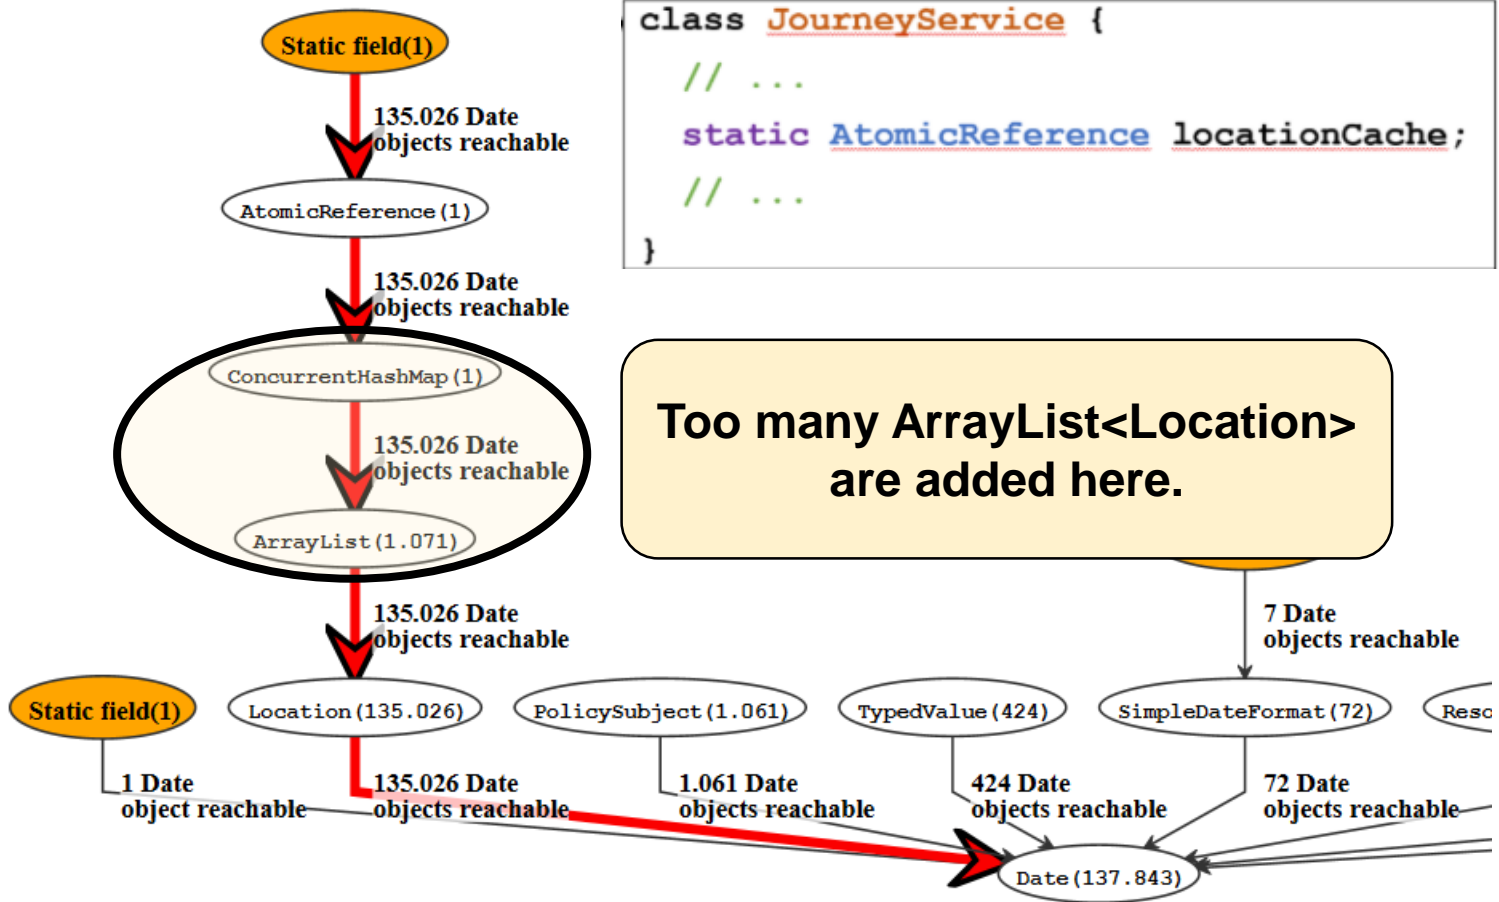 class JourneyService {
// ...
static AtomicReference locationCache;
// ...
}
Static field(1)
135.026 Date
objects reachable
AtomicReference(1)
135.026 Date
objects reachable
ConcurrentHashMap(1)
135.026 Date
objects reachable
ArrayList(1.071)
Too many ArrayList<Location>
are added here.
135.026 Date
objects reachable
7 Date
objects reachable
Static field(1)
Location(135.026)
PolicySubject(1.061)
TypedValue(424)
SimpleDateFormat(72)
1 Date
object reachable
135.026 Date
objects reachable
1.061 Date
objects reachable
424 Date
objects reachable
72 Date
objects reachable
Date(137.843)